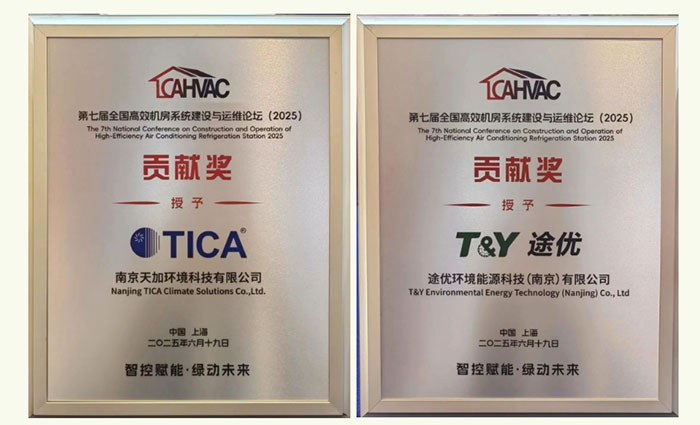 CAHVAC
第七届全国高效机房系统建设与运维论坛（2025）
The 7th National Conference on Construction and Operation of
High-Efficiency Air Conditioning Refrigeration Station 2025
贡献奖
授予
TICA®
南京天加环境科技有限公司
Nanjing TICA Climate Solutions Co.,Ltd.
中国 上海
二〇二五年六月十九日
智控赋能·绿动未来
CAHVAC
第七届全国高效机房系统建设与运维论坛（2025）
The 7th National Conference on Construction and Operation of
High-Efficiency Air Conditioning Refrigeration Station 2025
贡献奖
授予
T&Y 途优
途优环境能源科技（南京）有限公司
T&Y Environmental Energy Technology (Nanjing) Co., Ltd
中国 上海
二〇二五年六月十九日
智控赋能·绿动未来